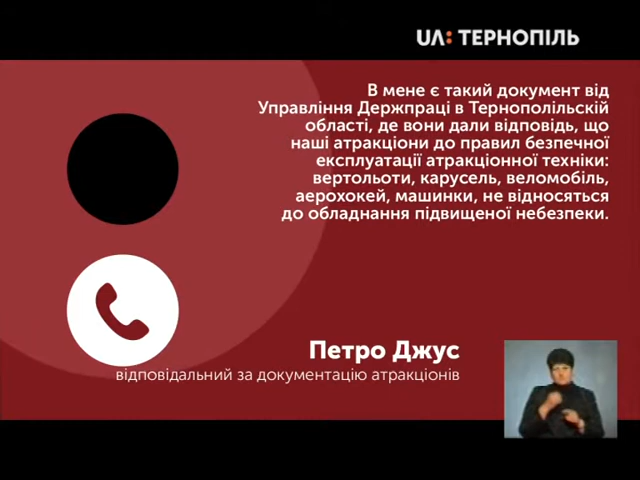 UA: ТЕРНОПІЛЬ
В мене є такий документ від
Управління Держпраці в Тернополільскій
області, де вони дали відповідь, що
наші атракціони до правил безпечної
експлуатації атракціонної техніки:
вертольоти, карусель, веломобіль,
аерохокей, машинки, не відносяться
до обладнання підвищеної небезпеки.
Петро Джус
відповідальний за документацію атракціонів